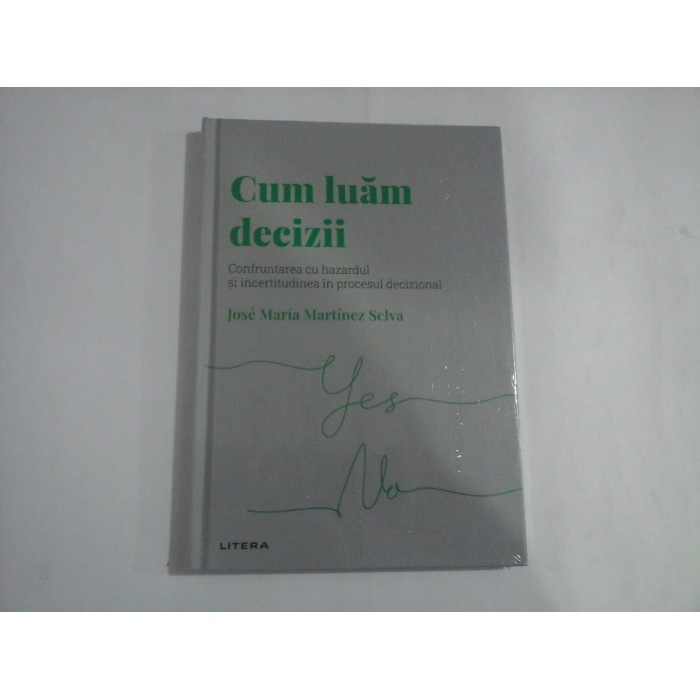 Cum luăm
decizii
Confruntarea cu hazardul
și incertitudinea în procesul decizional
José María Martínez Selva
Yes
No
LITERA